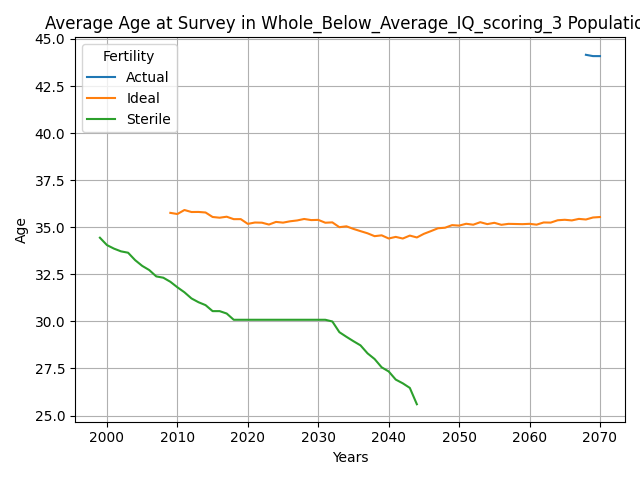 Average Age at Survey in Whole_Below_Average_IQ_scoring_3 Populatio
Fertility
Actual
Ideal
Sterile
45.0
42.5
40.0
37.5
35.0
32.5
30.0
27.5
25.0
Age
2000 2010 2020 2030 2040 2050 2060 2070
Years